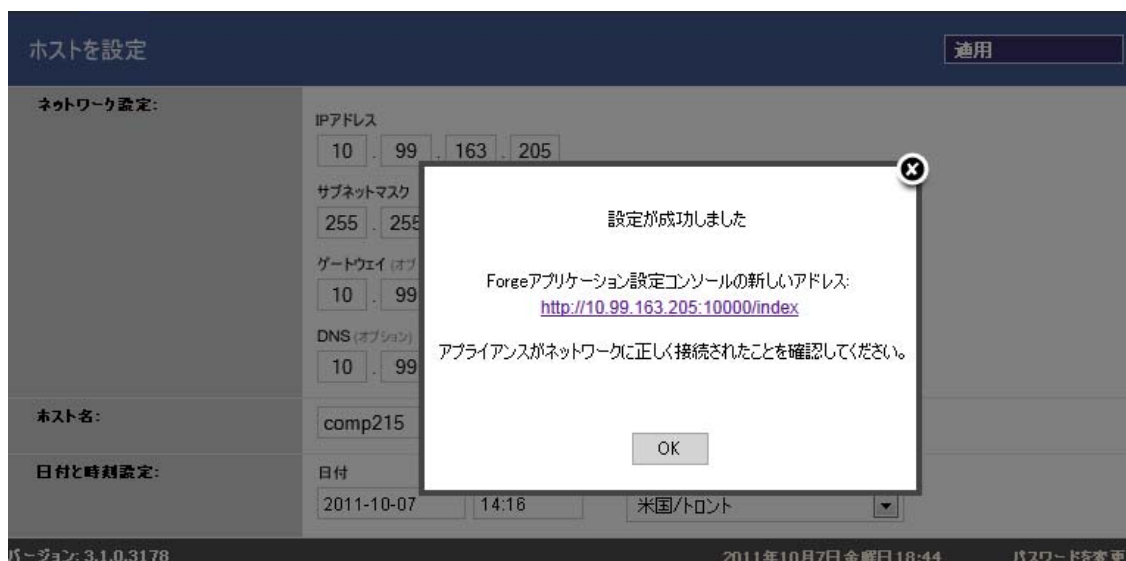 ホストを設定
適用
ネットワーク設定:
IPアドレス
10 . 99 . 163 . 205
サブネットマスク
255 . 255
ゲートウェイ (オプ
10 . 99
DNS (オプション)
10 . 99
設定が成功しました
Forgeアプリケーション設定コンソールの新しいアドレス:
http://10.99.163.205:10000/index
アプライアンスがネットワークに正しく接続されたことを確認してください。
OK
ホスト名:
comp215
日付と時刻設定:
日付
2011-10-07 14:16 米国/トロント
バージョン: 3.1.0.3178 2011年10月7日金曜日18:44 パスワードを変更